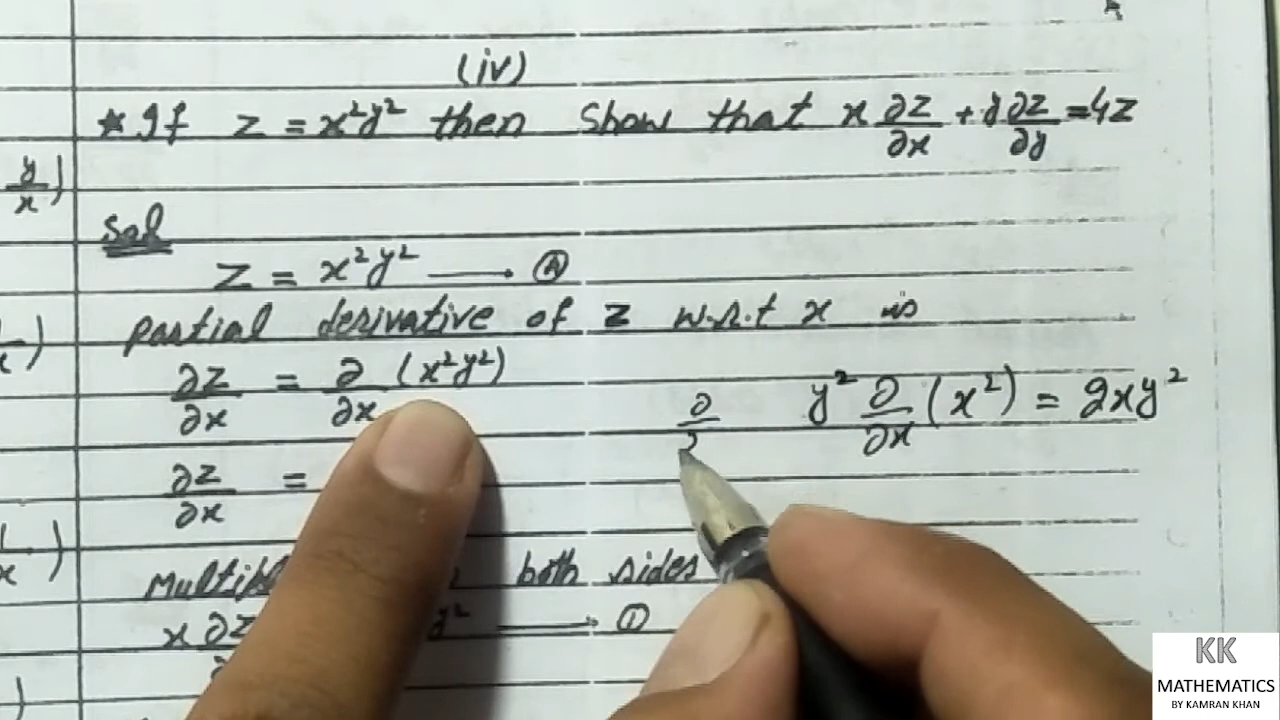 (iv)
* If z = x²y² then show that x ∂z/∂x + y ∂z/∂y = 4z
y/x)
Sol
z = x²y² → Ⓐ
Partial derivative of z w.r.t x is
∂z/∂x = ∂/∂x (x²y²)
∂/∂ y² ∂/∂x (x²) = 2xy²
∂z/∂x =
both sides
x ∂z y² → ①
KK
MATHEMATICS
BY KAMRAN KHAN